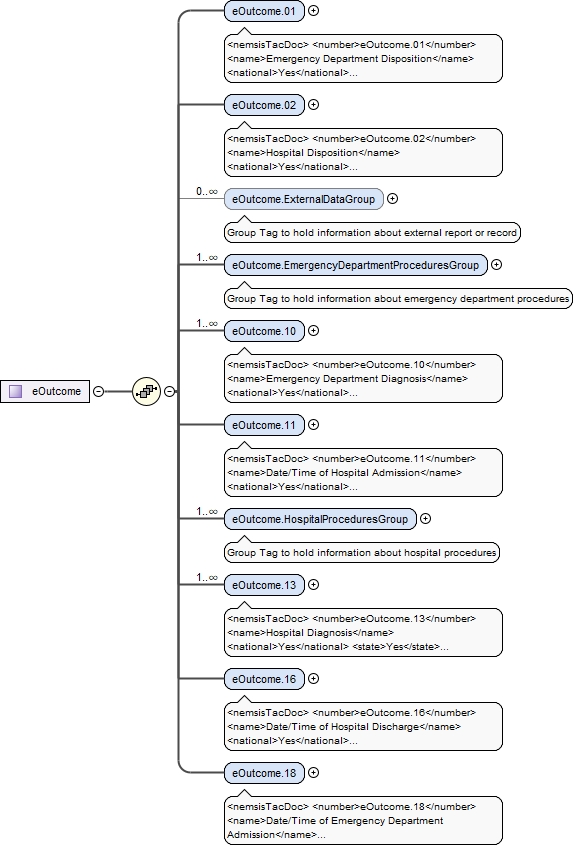 eOutcome.01
<nemsisTacDoc> <number>eOutcome.01</number>
<name>Emergency Department Disposition</name>
<national>Yes</national>...
eOutcome.02
<nemsisTacDoc> <number>eOutcome.02</number>
<name>Hospital Disposition</name>
<national>Yes</national>...
0..∞
eOutcome.ExternalDataGroup
Group Tag to hold information about external report or record
1..∞
eOutcome.EmergencyDepartmentProceduresGroup
Group Tag to hold information about emergency department procedures
1..∞
eOutcome.10
<nemsisTacDoc> <number>eOutcome.10</number>
<name>Emergency Department Diagnosis</name>
<national>Yes</national>...
eOutcome
eOutcome.11
<nemsisTacDoc> <number>eOutcome.11</number>
<name>Date/Time of Hospital Admission</name>
<national>Yes</national>...
1..∞
eOutcome.HospitalProceduresGroup
Group Tag to hold information about hospital procedures
1..∞
eOutcome.13
<nemsisTacDoc> <number>eOutcome.13</number>
<name>Hospital Diagnosis</name>
<national>Yes</national> <state>Yes</state>...
eOutcome.16
<nemsisTacDoc> <number>eOutcome.16</number>
<name>Date/Time of Hospital Discharge</name>
<national>Yes</national>...
eOutcome.18
<nemsisTacDoc> <number>eOutcome.18</number>
<name>Date/Time of Emergency Department
Admission</name>...